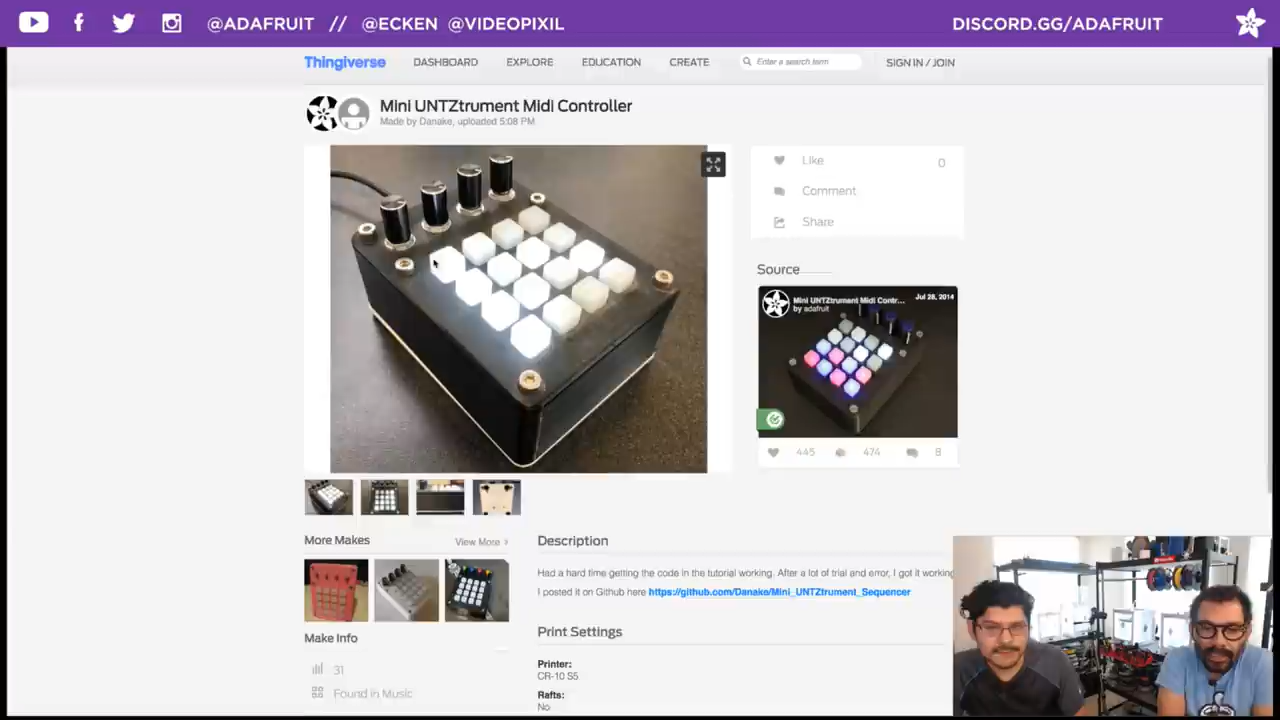 @ADAFRUIT // @ECKEN @VIDEOPIXIL
DISCORD.GG/ADAFRUIT
Thingiverse DASHBOARD EXPLORE EDUCATION CREATE Enter a search term SIGN IN / JOIN
Mini UNTZtrument Midi Controller
Made by Danake, uploaded 5:08 PM
Like 0
Comment
Share
Source
Mini UNTZtrument Midi Contr... Jul 28, 2014
by adafruit
445 474 8
More Makes View More >
Description
Had a hard time getting the code in the tutorial working. After a lot of trial and error, I got it working
I posted it on Github here https://github.com/Danake/Mini_UNTZtrument_Sequencer
Make Info
31
Found in Music
Print Settings
Printer:
CR-10 S5
Rafts:
No